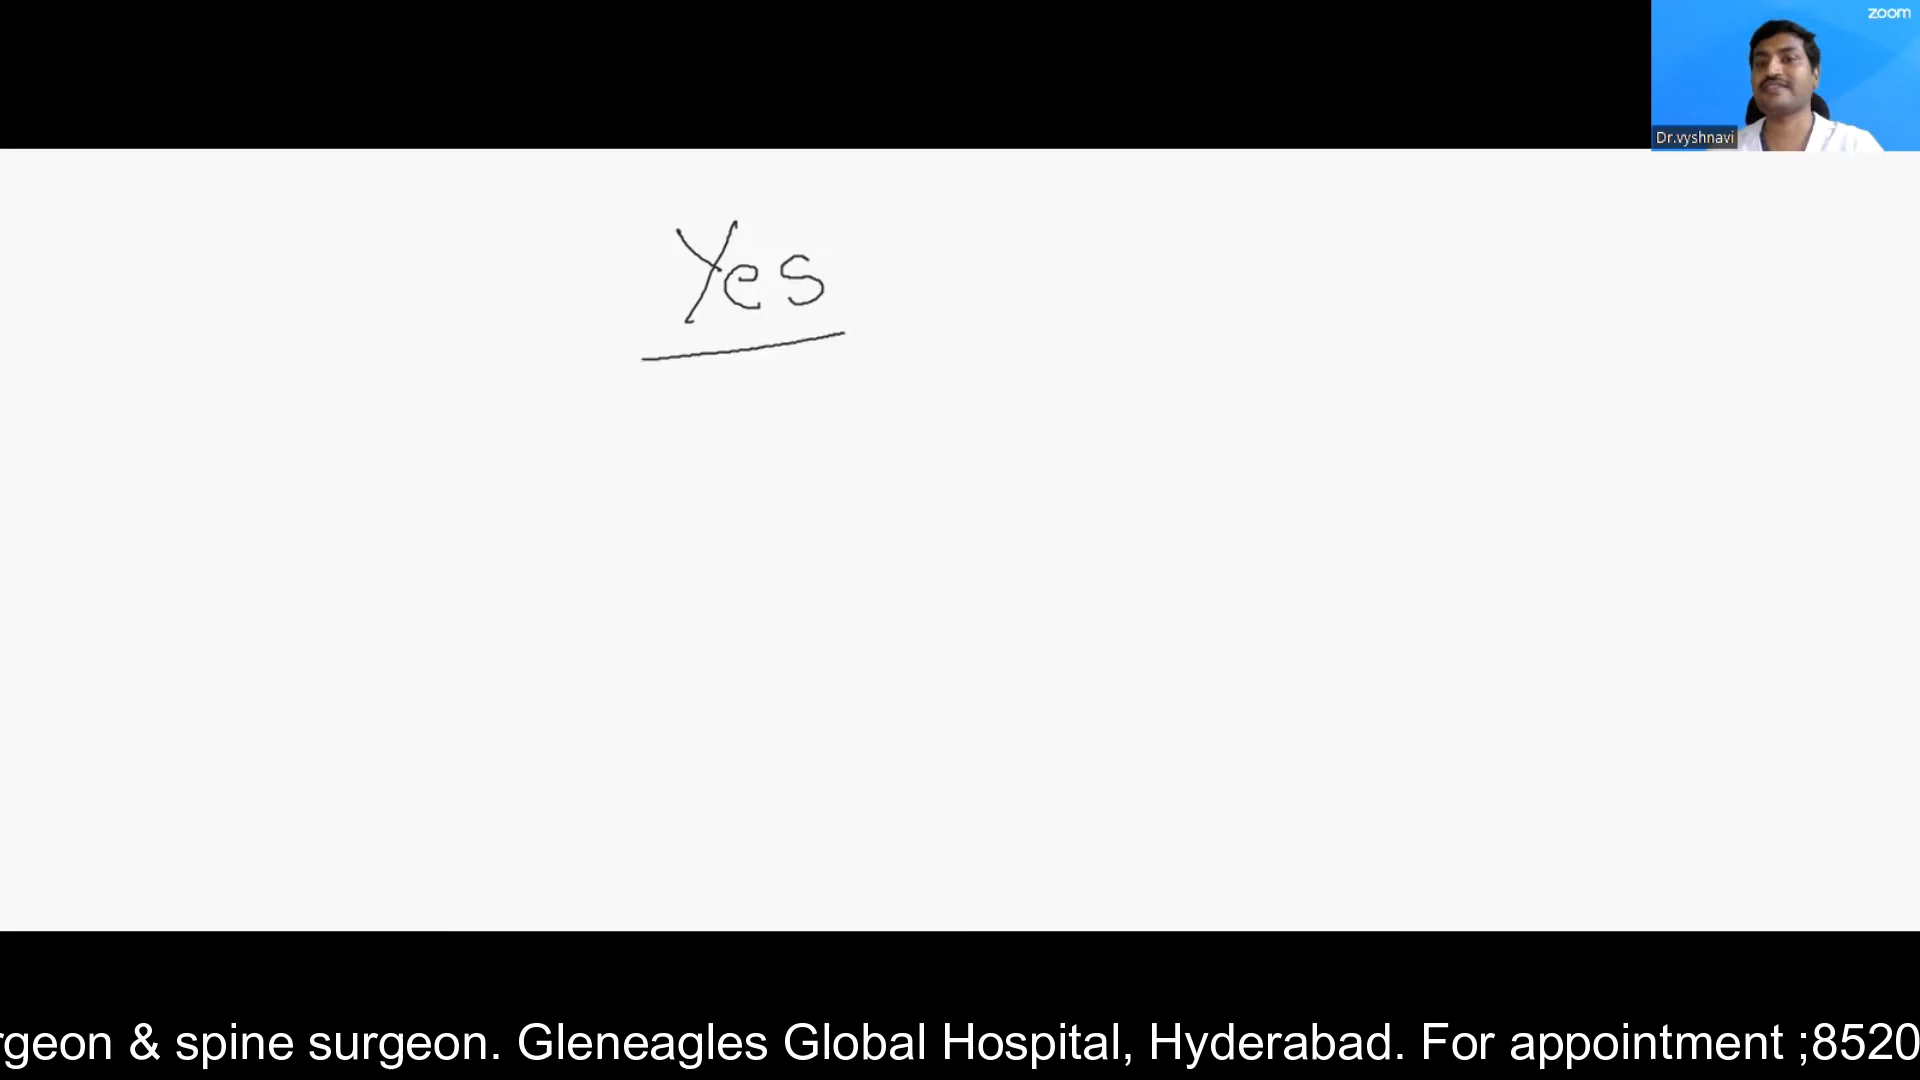 zoom
Dr.vyshnavi
Yes
rgeon & spine surgeon. Gleneagles Global Hospital, Hyderabad. For appointment ;8520